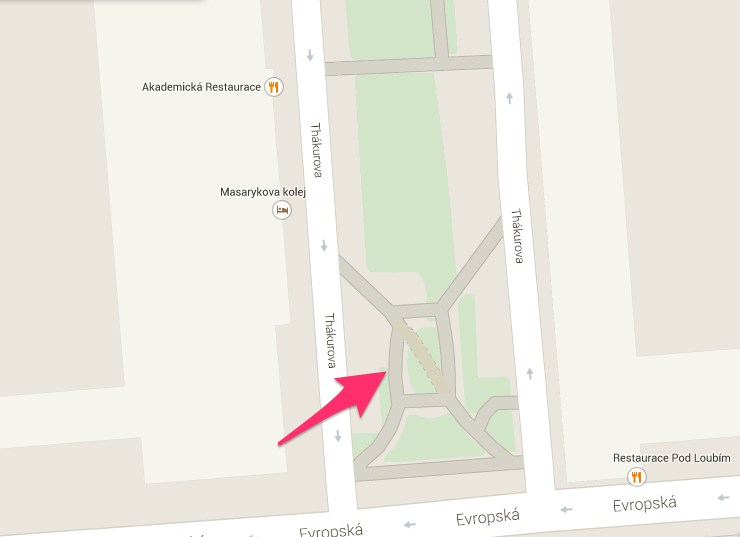 Akademická Restaurace
Thákurova
Masarykova kolej
Thákurova
Thákurova
Restaurace Pod Loubím
Evropská
Evropská
Evropská